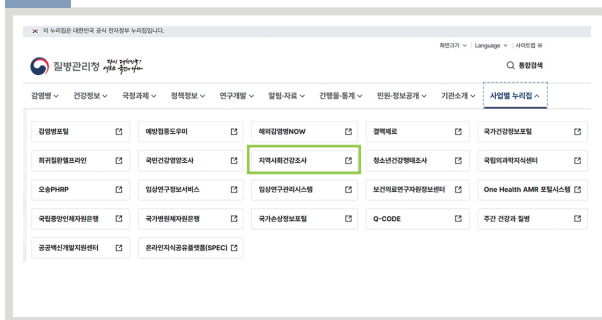 이 누리집은 대한민국 공식 전자정부 누리집입니다.
화면크기 Language 사이트맵
질병관리청 통합검색
감염병 건강정보 국정과제 정책정보 연구개발 알림·자료 간행물·통계 민원·정보공개 기관소개 사업별 누리집
감염병포털 예방접종도우미 해외감염병NOW 결핵제로 국가건강정보포털
희귀질환헬프라인 국민건강영양조사 지역사회건강조사 청소년건강행태조사 국립의과학지식센터
오송PHRP 임상연구정보서비스 임상연구관리시스템 보건의료연구자원정보센터 One Health AMR 포털시스템
국립중앙인체자원은행 국가병원체자원은행 국가손상정보포털 Q-CODE 주간 건강과 질병
공공백신개발지원센터 온라인지식공유플랫폼(SPEC)